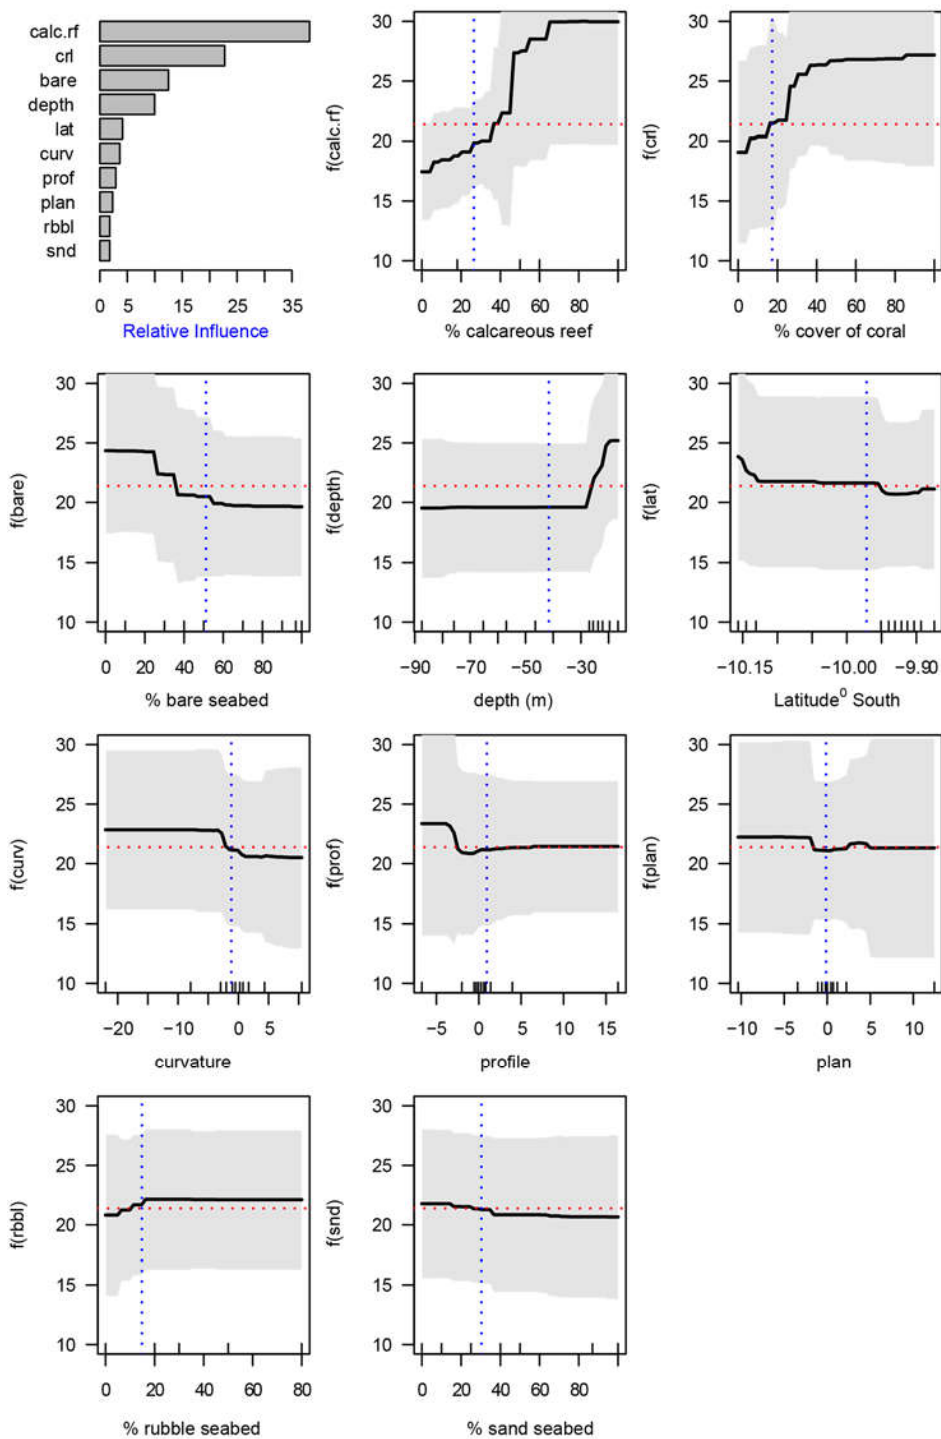 calc.rf
crl
bare
depth
lat
curv
prof
plan
rbbl
snd
0 5 15 25 35
Relative Influence
f(calc.rf)
30
25
20
15
10
0 20 40 60 80
% calcareous reef
f(crl)
30
25
20
15
10
0 20 40 60 80
% cover of coral
f(bare)
30
25
20
15
10
0 20 40 60 80
% bare seabed
f(depth)
30
25
20
15
10
−90 −70 −50 −30
depth (m)
f(lat)
30
25
20
15
10
−10.15 −10.00 −9.90
Latitude⁰ South
f(curv)
30
25
20
15
10
−20 −10 0 5
curvature
f(prof)
30
25
20
15
10
−5 0 5 10 15
profile
f(plan)
30
25
20
15
10
−10 −5 0 5 10
plan
f(rbbl)
30
25
20
15
10
0 20 40 60 80
% rubble seabed
f(snd)
30
25
20
15
10
0 20 40 60 80
% sand seabed